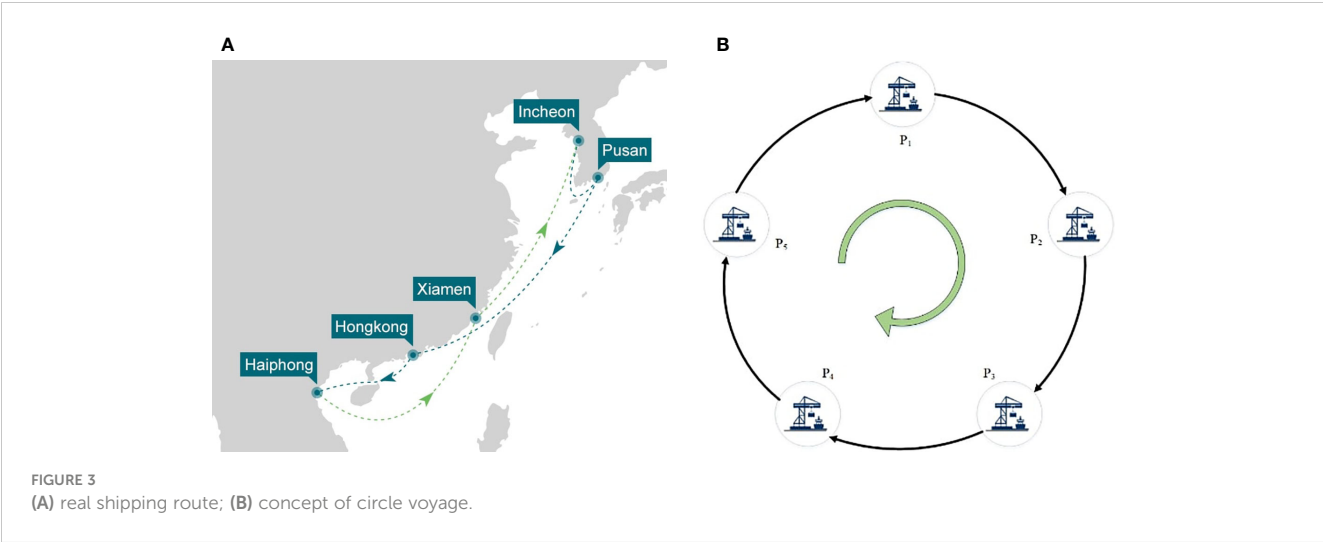 A
B
Incheon
Pusan
Xiamen
Hongkong
Haiphong
P1
P2
P3
P4
P5
FIGURE 3
(A) real shipping route; (B) concept of circle voyage.